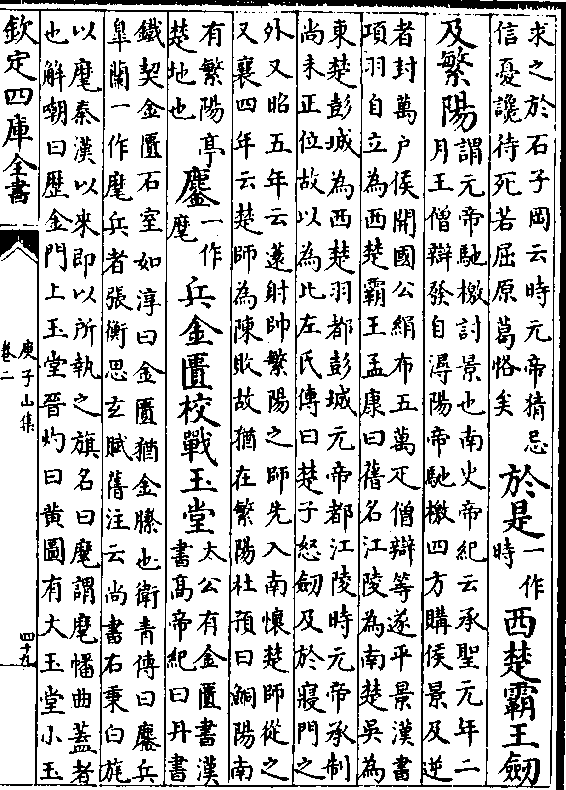 求之於石子岡云時元帝猜忌
信憂讒待死若屈原葛恪矣
於是
一作
時
西楚霸王劒
及繁陽
謂元帝馳檄討景也南史帝紀云承聖元年二
月王僧辯發自潯陽帝馳檄四方購侯景及逆
者封萬户侯開國公絹布五萬疋僧辯等遂平景漢書
項羽自立為西楚霸王孟康曰舊名江陵為南楚吳為
東楚彭城為西楚羽都彭城元帝都江陵時元帝承制
尚未正位故以為比左氏傳曰楚子怒劒及於寢門之
外又昭五年云薳射帥繁陽之師先入南懷楚師從之
又襄四年云楚師為陳敗故猶在繁陽杜預曰鮦陽南
有繁陽亭
楚地也
鏖
一作
麾
兵金匱校戰玉堂
太公有金匱書漢
書髙帝紀曰丹書
鐵契金匱石室如淳曰金匱猶金縢也衛青傳曰鏖兵
臯蘭一作麾兵者張衡思玄賦舊注云尚書右秉白旄
以麾秦漢以來即以所執之旗名曰麾謂麾幡曲蓋者
也解嘲曰歴金門上玉堂晋灼曰黄圖有大玉堂小玉
欽定四庫全書
庾子山集
卷二
四十九